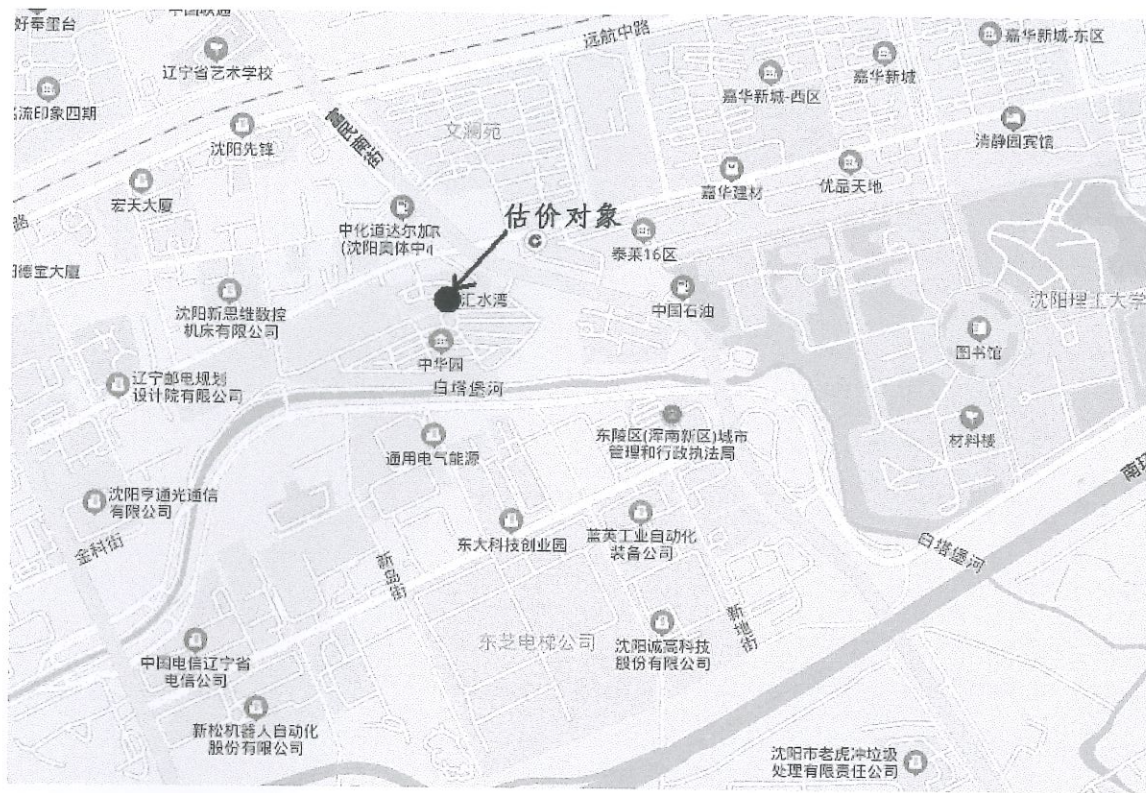 好奉玺台
中国联通
辽宁省艺术学校
流印象四期
沈阳先锋
远航中路
嘉华新城-东区
嘉华新城
嘉华新城-西区
富民南街
文澜苑
清静园宾馆
宏天大厦
嘉华建材
优品天地
路
中化道达尔加
(沈阳奥体中
估价对象
泰莱16区
德宝大厦
沈阳新思维数控
机床有限公司
汇水湾
中国石油
沈阳理工大学
图书馆
中华园
辽宁邮电规划
设计院有限公司
白塔堡河
通用电气能源
东陵区(浑南新区)城市
管理和行政执法局
材料楼
沈阳亨通光通信
有限公司
金科街
东大科技创业园
蓝英工业自动化
装备公司
南环
白塔堡河
新岛街
新地街
东芝电梯公司
沈阳诚高科技
股份有限公司
中国电信辽宁省
电信公司
新松机器人自动化
股份有限公司
沈阳市老虎冲垃圾
处理有限责任公司